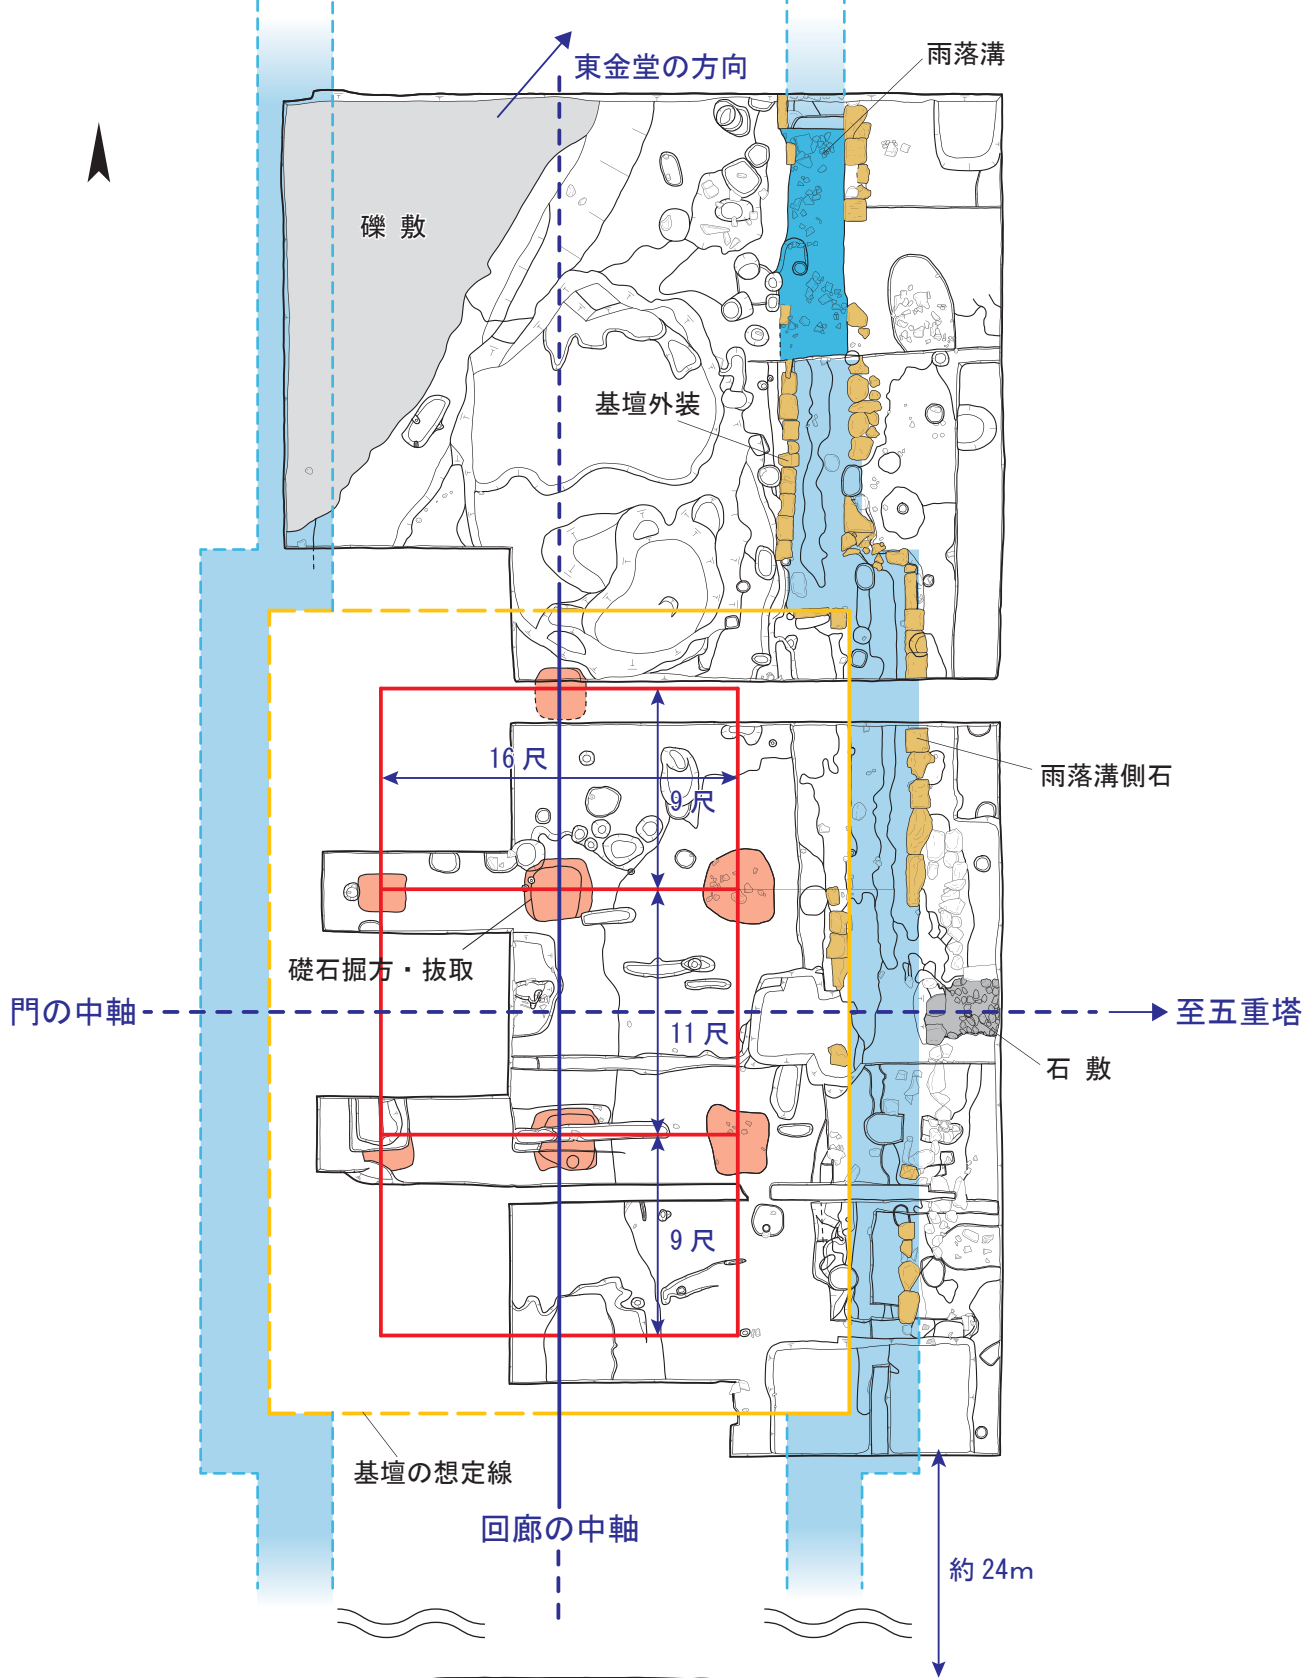 雨落溝
東金堂の方向
礫 敷
基壇外装
16 尺
9 尺
雨落溝側石
礎石掘方・抜取
門の中軸
至五重塔
11 尺
石 敷
9 尺
基壇の想定線
回廊の中軸
約 24m